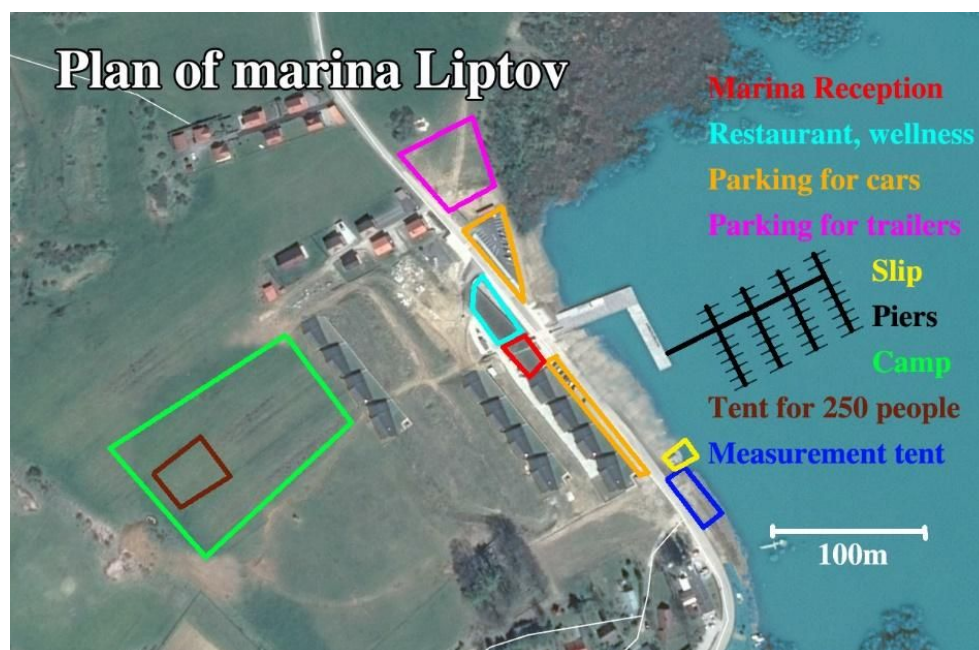 Plan of marina Liptov
Marina Reception
Restaurant, wellness
Parking for cars
Parking for trailers
Slip
Piers
Camp
Tent for 250 people
Measurement tent
100m